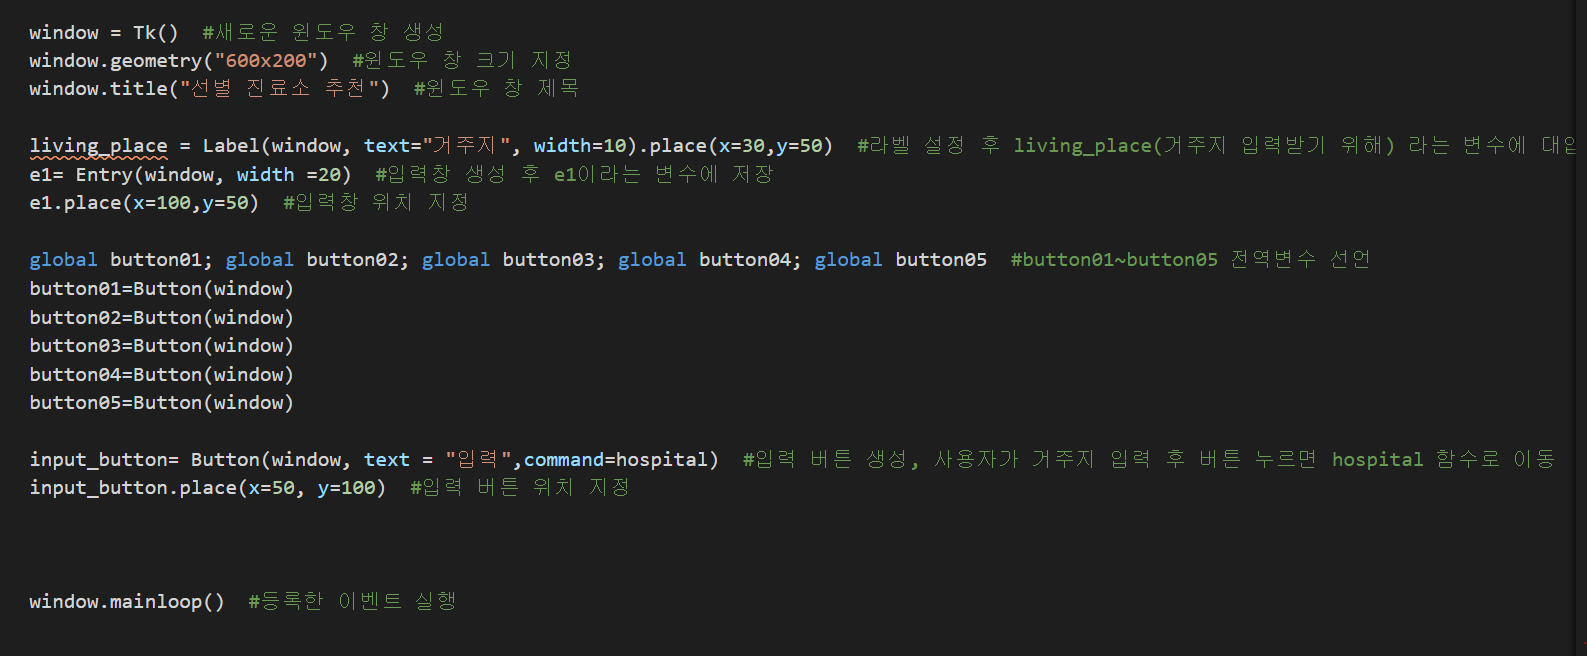 window = Tk()  #새로운 윈도우 창 생성
window.geometry("600x200")  #윈도우 창 크기 지정
window.title("선별 진료소 추천")  #윈도우 창 제목
living_place = Label(window, text="거주지", width=10).place(x=30,y=50)  #라벨 설정 후 living_place(거주지 입력받기 위해) 라는 변수에 대입
e1= Entry(window, width =20)  #입력창 생성 후 e1이라는 변수에 저장
e1.place(x=100,y=50)  #입력창 위치 지정
global button01; global button02; global button03; global button04; global button05  #button01~button05 전역변수 선언
button01=Button(window)
button02=Button(window)
button03=Button(window)
button04=Button(window)
button05=Button(window)
input_button= Button(window, text = "입력",command=hospital)  #입력 버튼 생성, 사용자가 거주지 입력 후 버튼 누르면 hospital 함수로 이동
input_button.place(x=50, y=100)  #입력 버튼 위치 지정
window.mainloop()  #등록한 이벤트 실행